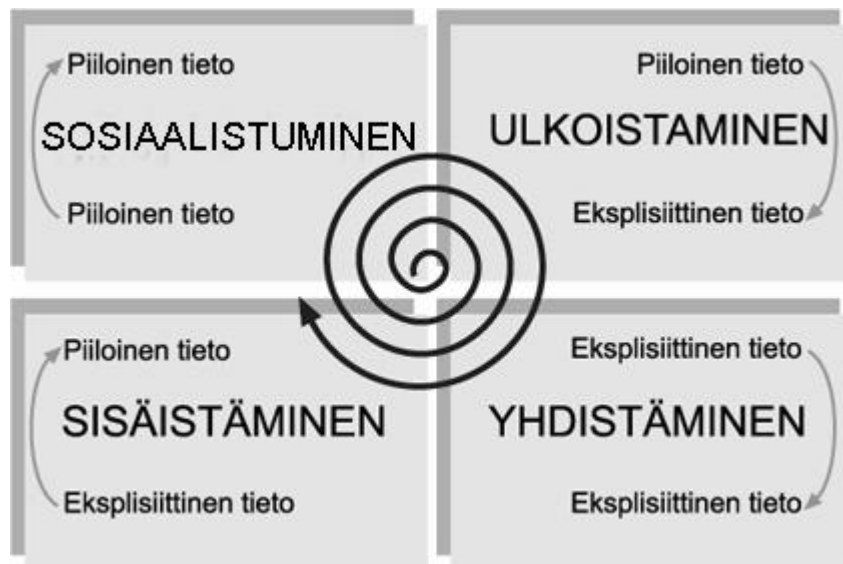 Piiloinen tieto
SOSIAALISTUMINEN
Piiloinen tieto
Piiloinen tieto
ULKOISTAMINEN
Eksplisiittinen tieto
Piiloinen tieto
SISÄISTÄMINEN
Eksplisiittinen tieto
Eksplisiittinen tieto
YHDISTÄMINEN
Eksplisiittinen tieto